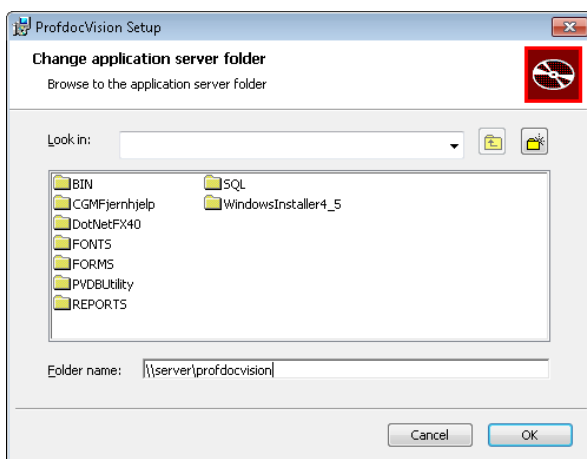 ProfdocVision Setup
Change application server folder
Browse to the application server folder
Look in:
BIN
CGMFjernhjelp
DotNetFX40
FONTS
FORMS
PVDBUtility
REPORTS
SQL
WindowsInstaller4_5
Folder name: \\server\profdocvision
Cancel OK